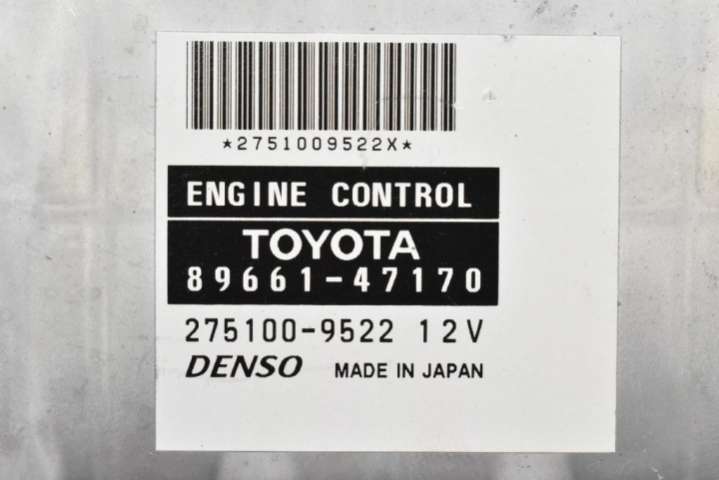 *2751009522X*
ENGINE CONTROL
TOYOTA
89661-47170
275100-9522 12V
DENSO MADE IN JAPAN